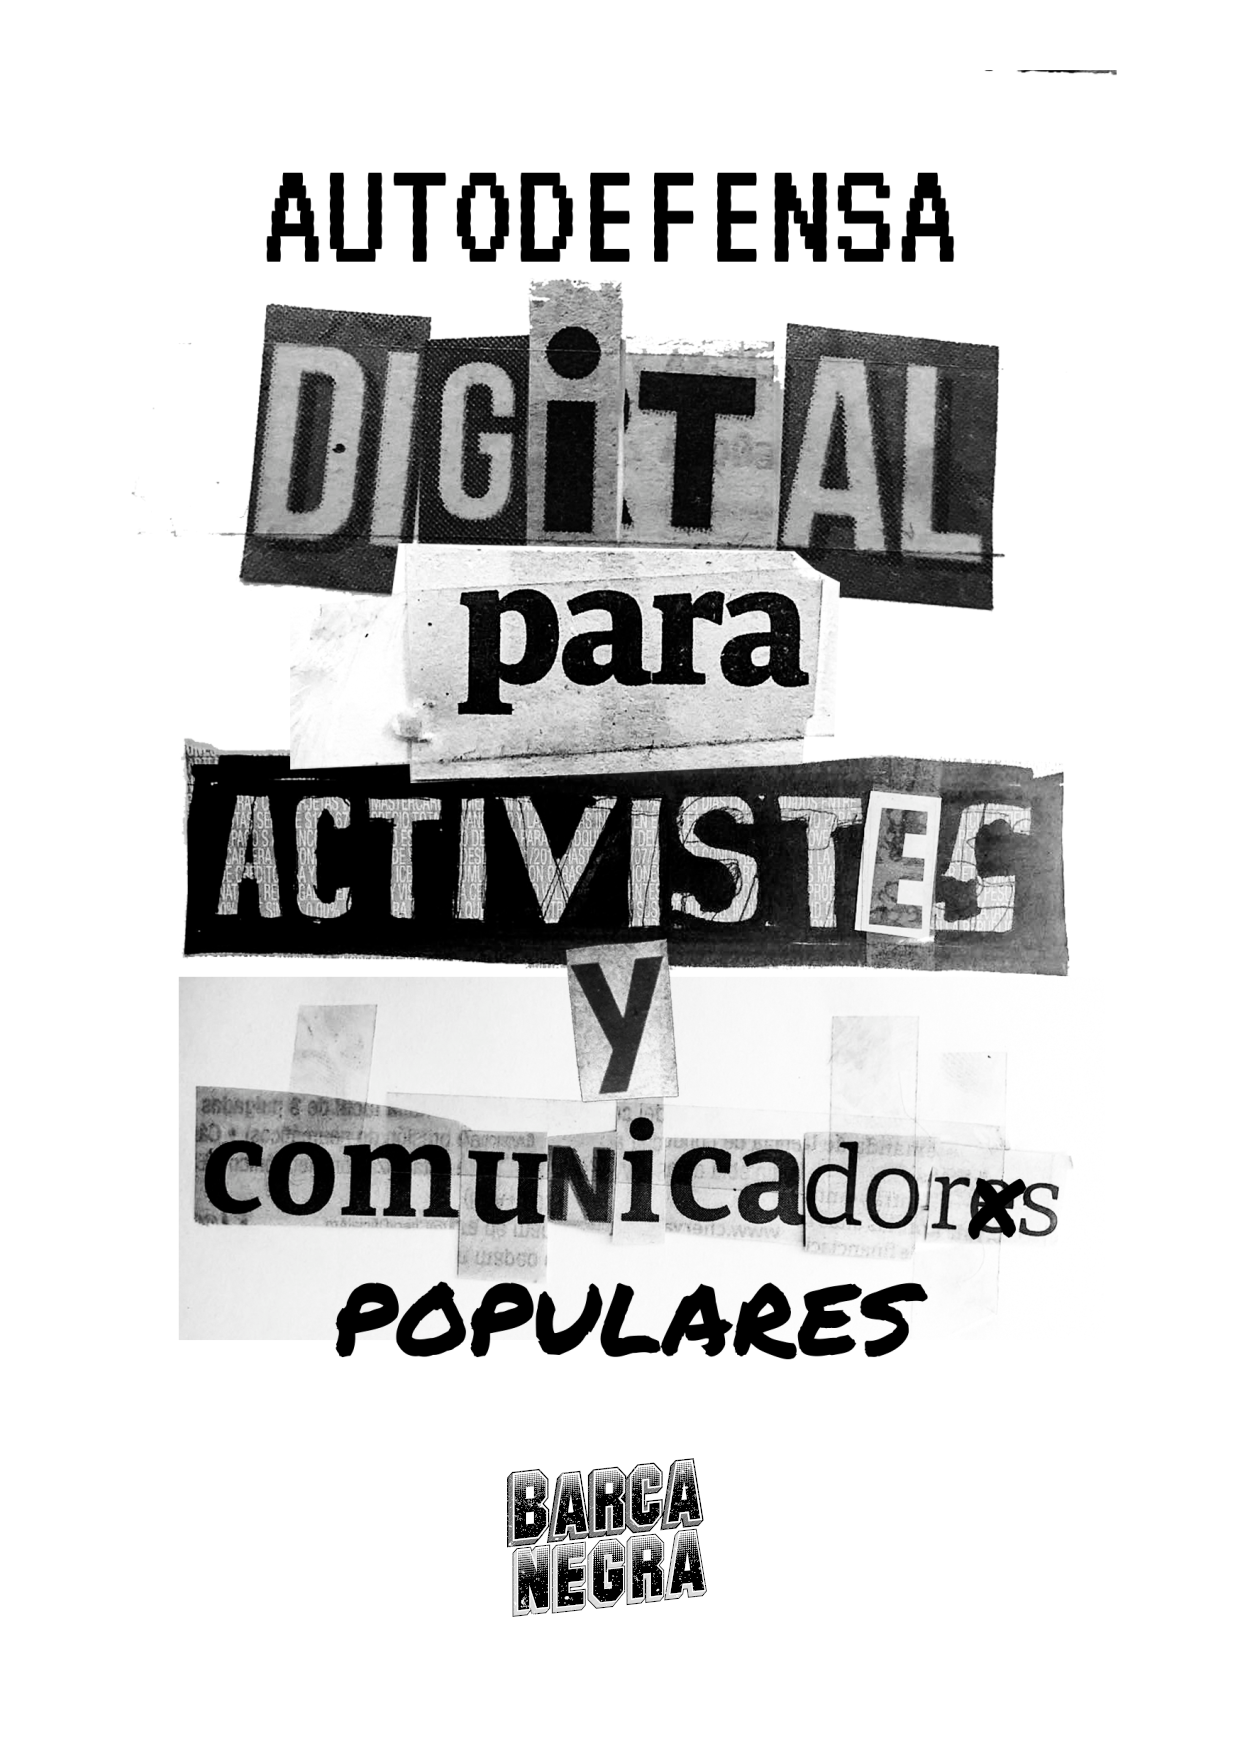 AUTODEFENSA
DIGiTAL
para
ACTIVISTES
y
comuNicadorxs
POPULARES
BARCA
NEGRA